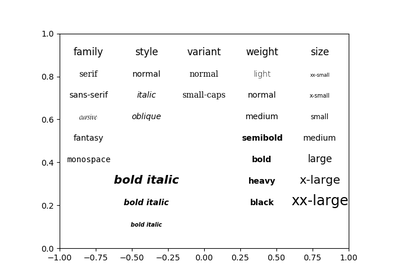 1.0
family style variant weight size
serif normal normal light xx-small
0.8
sans-serif italic small-caps normal x-small
cursive oblique medium small
0.6
fantasy semibold medium
monospace bold large
0.4
bold italic heavy x-large
bold italic black xx-large
0.2
bold italic
0.0
−1.00 −0.75 −0.50 −0.25 0.00 0.25 0.50 0.75 1.00